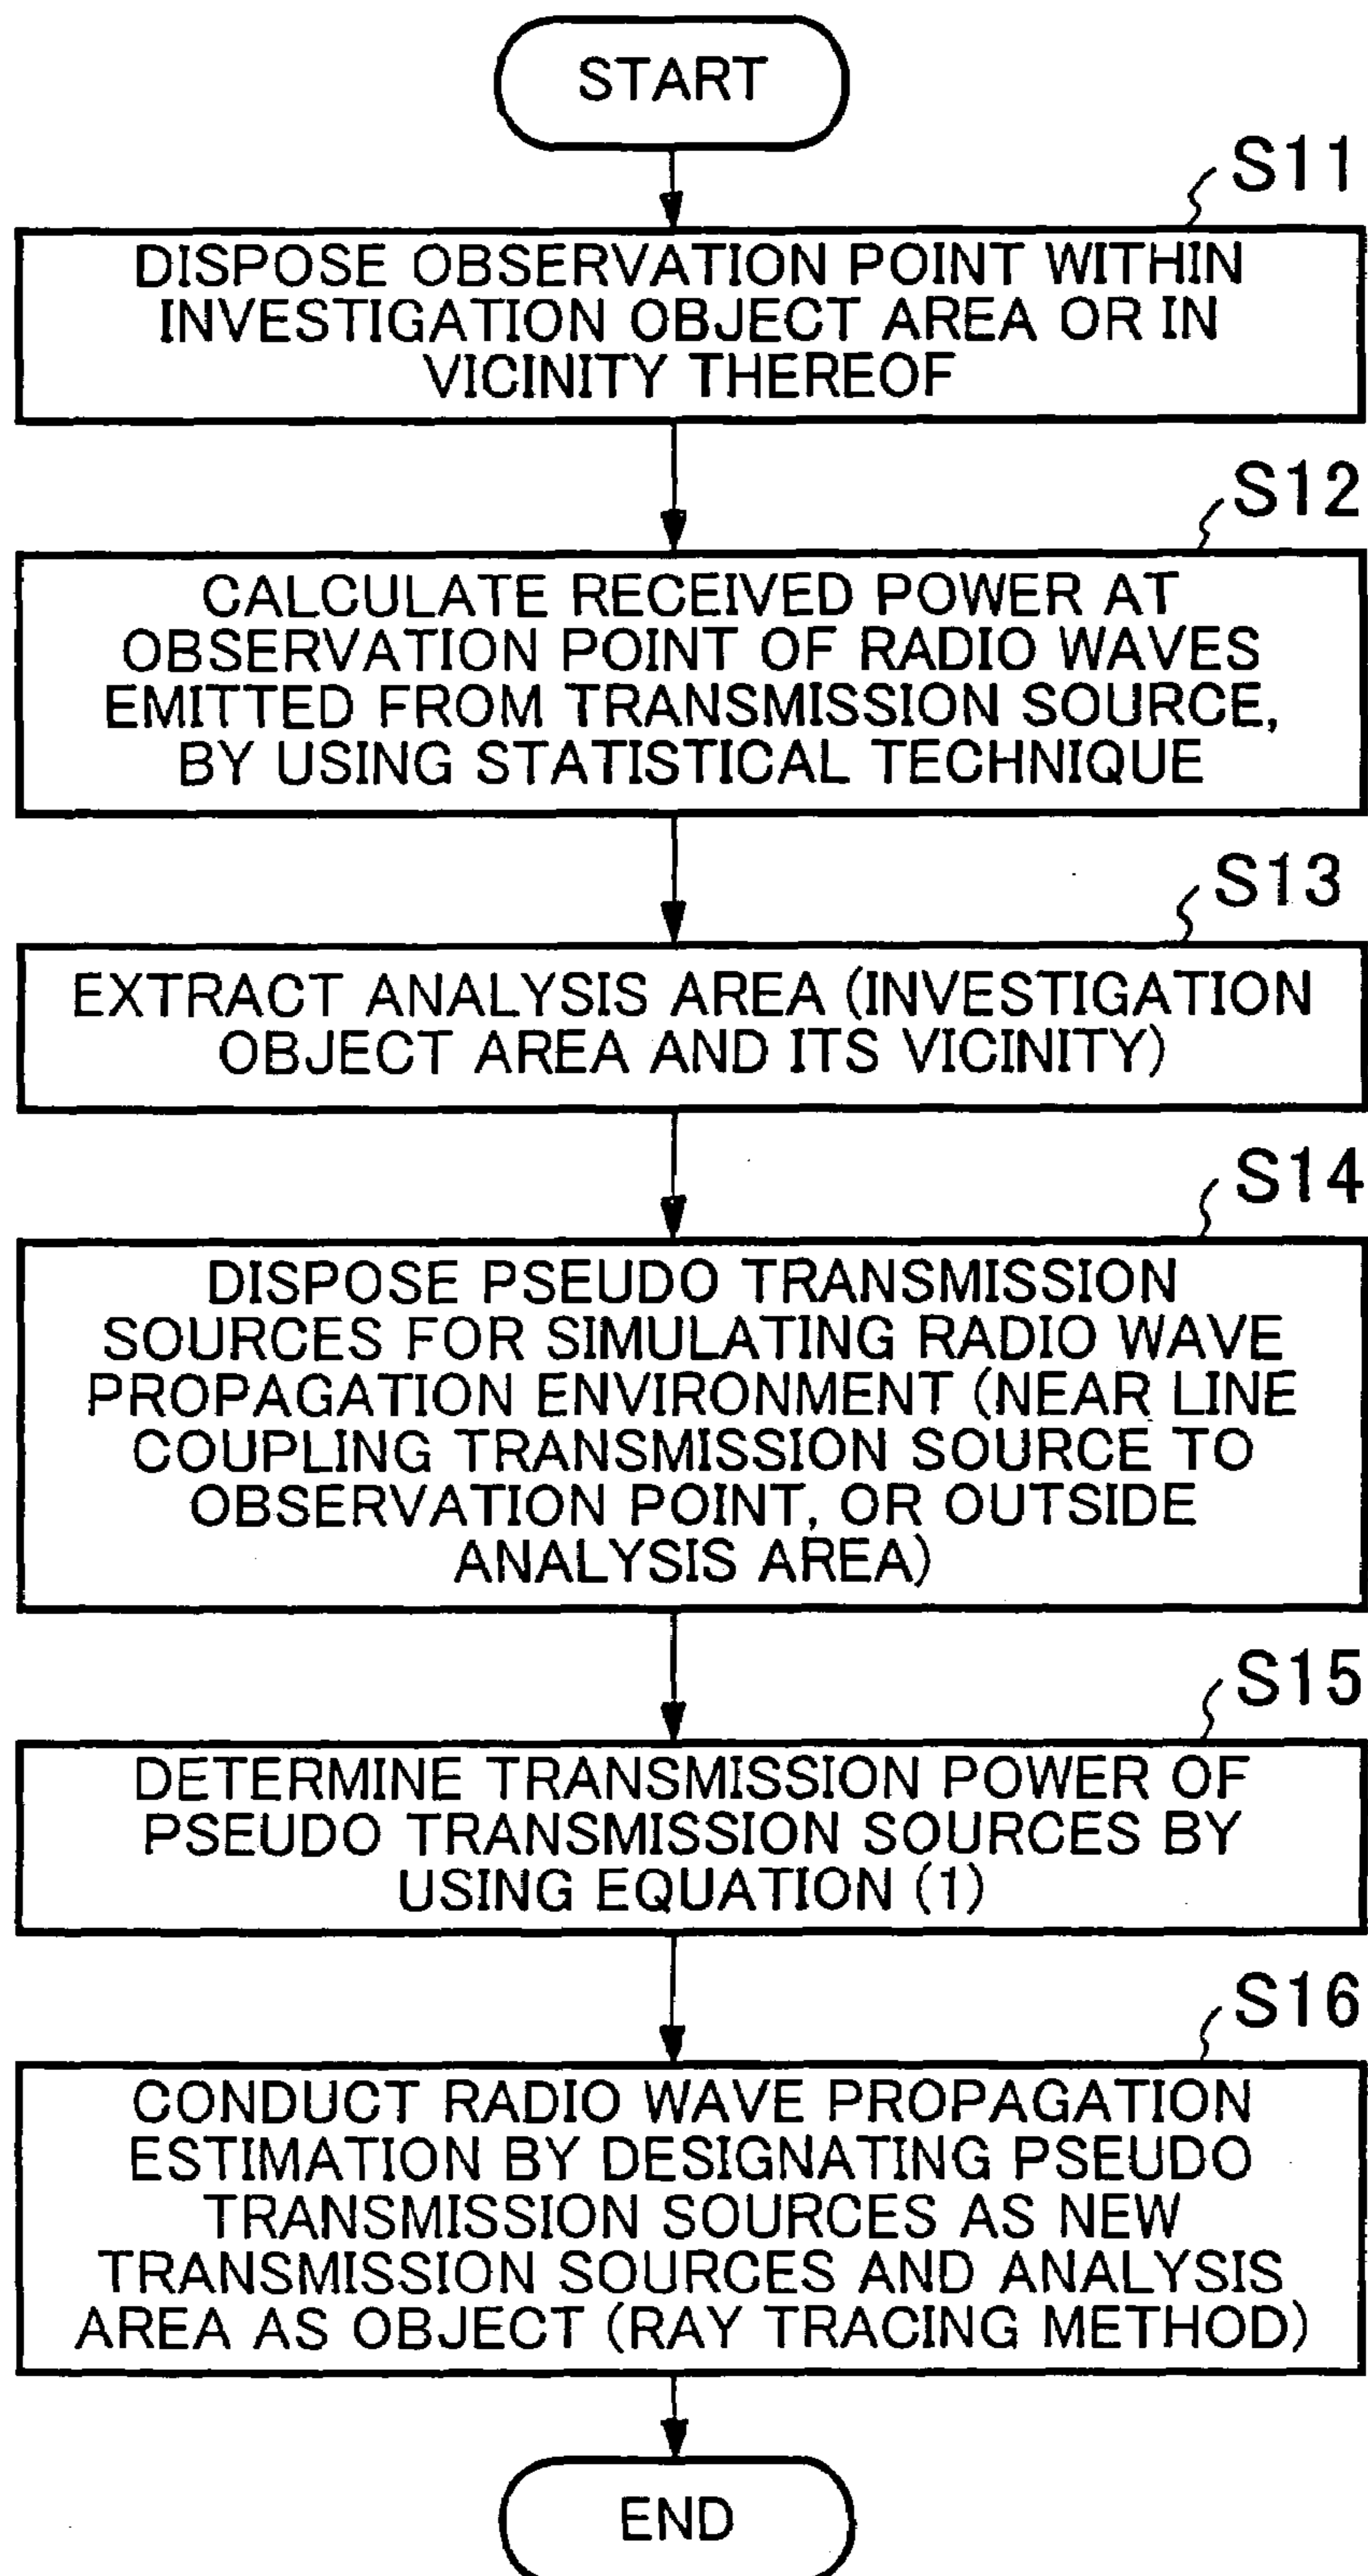 START
S11
DISPOSE OBSERVATION POINT WITHIN
INVESTIGATION OBJECT AREA OR IN
VICINITY THEREOF
S12
CALCULATE RECEIVED POWER AT
OBSERVATION POINT OF RADIO WAVES
EMITTED FROM TRANSMISSION SOURCE,
BY USING STATISTICAL TECHNIQUE
S13
EXTRACT ANALYSIS AREA (INVESTIGATION
OBJECT AREA AND ITS VICINITY)
S14
DISPOSE PSEUDO TRANSMISSION
SOURCES FOR SIMULATING RADIO WAVE
PROPAGATION ENVIRONMENT (NEAR LINE
COUPLING TRANSMISSION SOURCE TO
OBSERVATION POINT, OR OUTSIDE
ANALYSIS AREA)
S15
DETERMINE TRANSMISSION POWER OF
PSEUDO TRANSMISSION SOURCES BY
USING EQUATION (1)
S16
CONDUCT RADIO WAVE PROPAGATION
ESTIMATION BY DESIGNATING PSEUDO
TRANSMISSION SOURCES AS NEW
TRANSMISSION SOURCES AND ANALYSIS
AREA AS OBJECT (RAY TRACING METHOD)
END